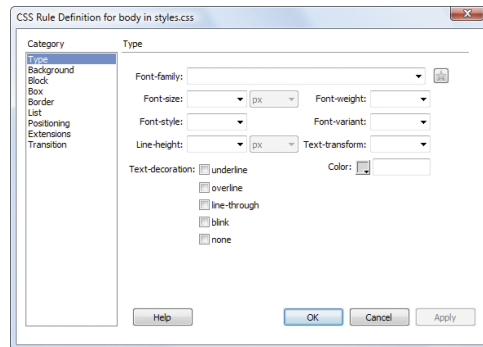 CSS Rule Definition for body in styles.css
Category
Type
Type
Background
Block
Box
Border
List
Positioning
Extensions
Transition
Font-family:
Font-size: px Font-weight:
Font-style: Font-variant:
Line-height: px Text-transform:
Text-decoration: underline Color:
overline
line-through
blink
none
Help OK Cancel Apply